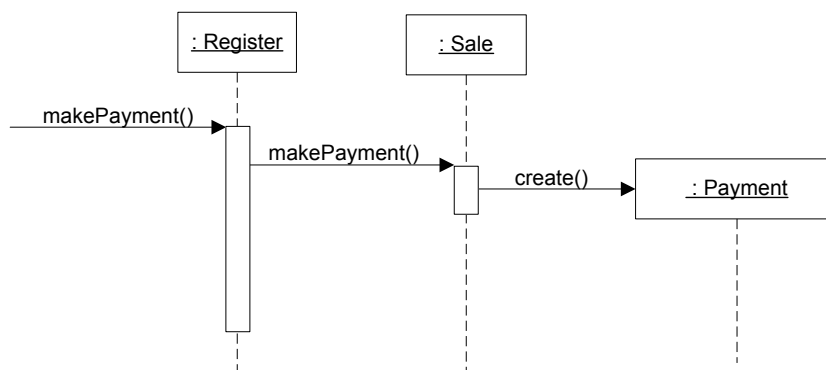 : Register
: Sale
makePayment()
makePayment()
create()
: Payment